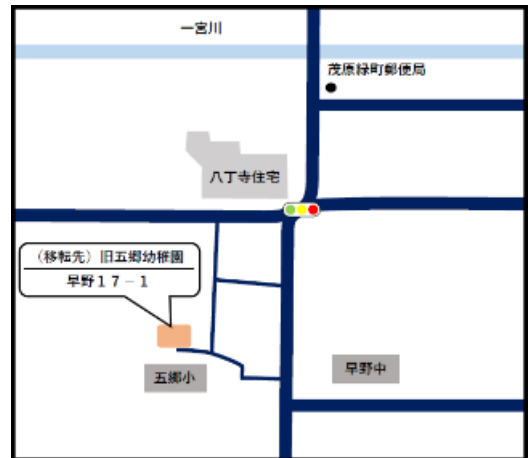 一宮川
茂原緑町郵便局
八丁寺住宅
（移転先）旧五郷幼稚園
早野１７－１
五郷小
早野中